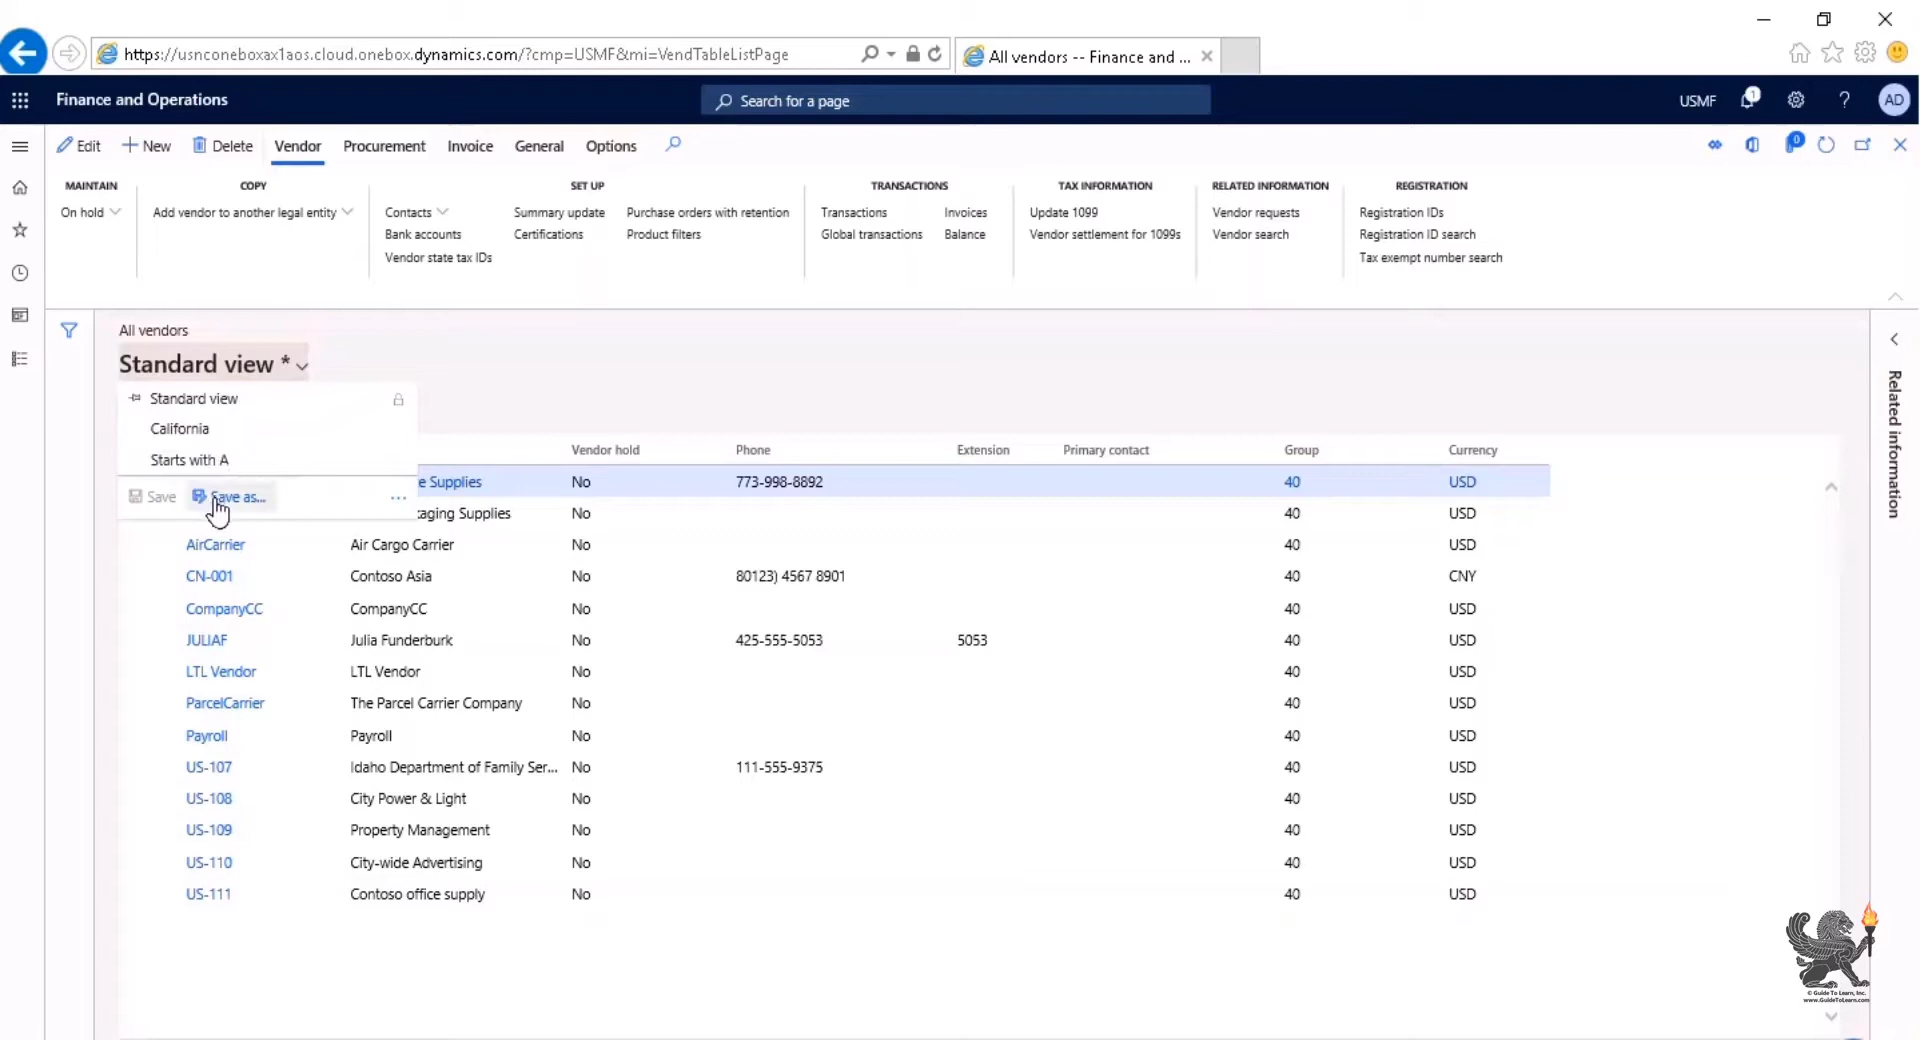 https://usnconeboxax1aos.cloud.onebox.dynamics.com/?cmp=USMF&mi=VendTableListPage
All vendors -- Finance and ...
Finance and Operations
Search for a page
USMF
1
?
AD
Edit
New
Delete
Vendor
Procurement
Invoice
General
Options
0
MAINTAIN
COPY
SET UP
TRANSACTIONS
TAX INFORMATION
RELATED INFORMATION
REGISTRATION
On hold
Add vendor to another legal entity
Contacts
Summary update
Purchase orders with retention
Transactions
Invoices
Update 1099
Vendor requests
Registration IDs
Bank accounts
Certifications
Product filters
Global transactions
Balance
Vendor settlement for 1099s
Vendor search
Registration ID search
Vendor state tax IDs
Tax exempt number search
All vendors
Standard view *
Standard view
California
Starts with A
Save
Save as...
...
Related information
Vendor hold Phone Extension Primary contact Group Currency
e Supplies No 773-998-8892 40 USD
caging Supplies No 40 USD
AirCarrier Air Cargo Carrier No 40 USD
CN-001 Contoso Asia No 80123) 4567 8901 40 CNY
CompanyCC CompanyCC No 40 USD
JULIAF Julia Funderburk No 425-555-5053 5053 40 USD
LTL Vendor LTL Vendor No 40 USD
ParcelCarrier The Parcel Carrier Company No 40 USD
Payroll Payroll No 40 USD
US-107 Idaho Department of Family Ser... No 111-555-9375 40 USD
US-108 City Power & Light No 40 USD
US-109 Property Management No 40 USD
US-110 City-wide Advertising No 40 USD
US-111 Contoso office supply No 40 USD
© Guide To Learn, Inc.
www.GuideToLearn.com